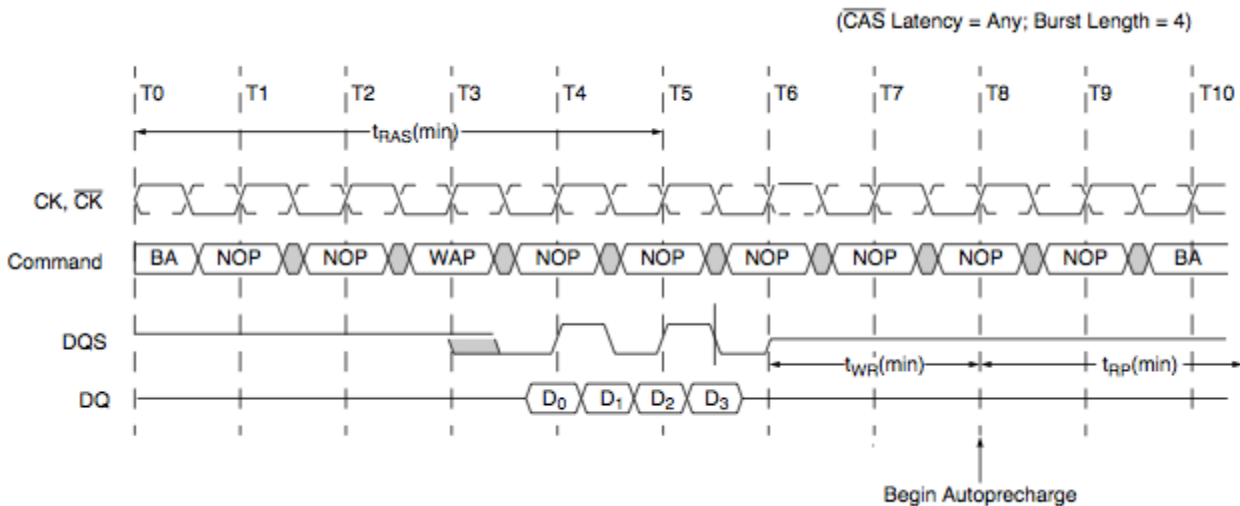 (C̅A̅S̅ Latency = Any; Burst Length = 4)
T0 T1 T2 T3 T4 T5 T6 T7 T8 T9 T10
tRAS(min)
CK, C̅K̅
Command BA NOP NOP WAP NOP NOP NOP NOP NOP NOP BA
DQS
tWR(min) tRP(min)
DQ D0 D1 D2 D3
Begin Autoprecharge